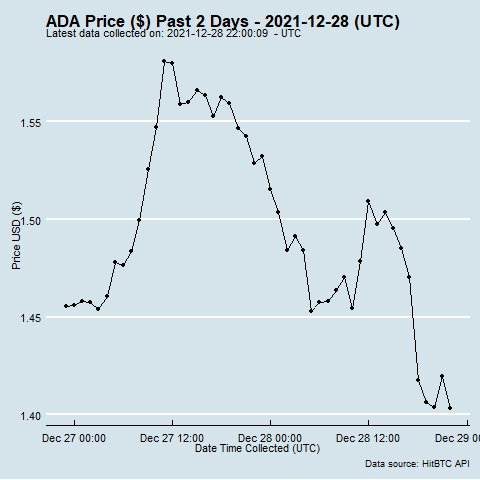 ADA Price ($) Past 2 Days - 2021-12-28 (UTC)
Latest data collected on: 2021-12-28 22:00:09 - UTC
1.55
1.50
1.45
1.40
Price USD ($)
Dec 27 00:00 Dec 27 12:00 Dec 28 00:00 Dec 28 12:00 Dec 29 0
Date Time Collected (UTC)
Data source: HitBTC API